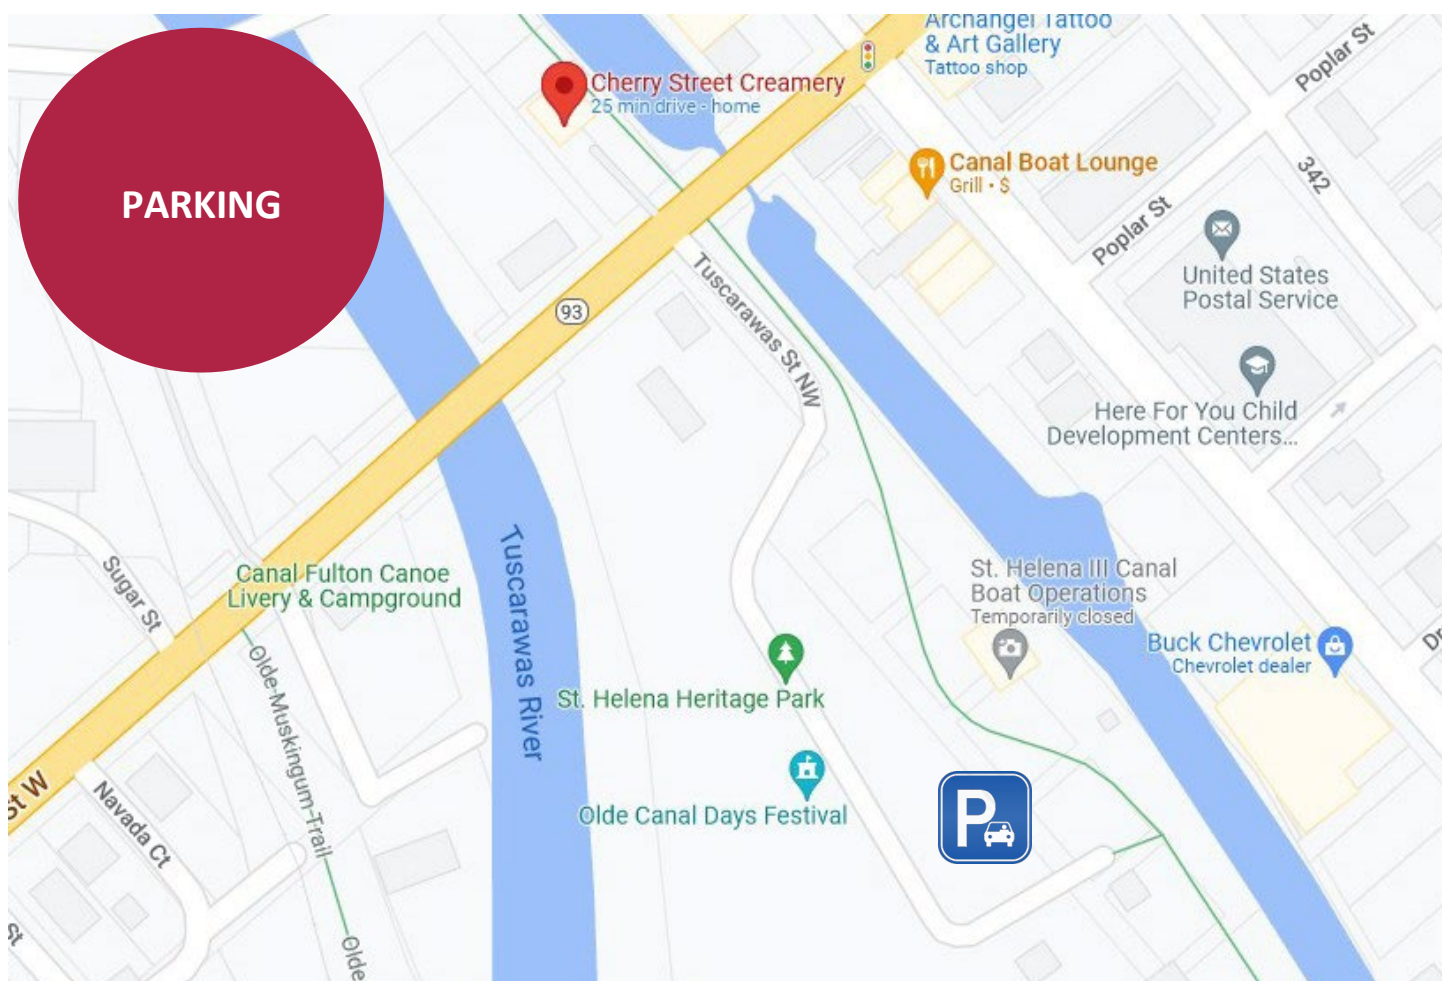 PARKING
Archangel Tattoo
& Art Gallery
Tattoo shop
Poplar St
Cherry Street Creamery
25 min drive - home
Canal Boat Lounge
Grill • $
342
Poplar St
United States
Postal Service
Tuscarawas St NW
93
Here For You Child
Development Centers...
Tuscarawas River
Sugar St
Canal Fulton Canoe
Livery & Campground
St. Helena III Canal
Boat Operations
Temporarily closed
Buck Chevrolet
Chevrolet dealer
Dr
Olde-Muskingum-Trail
St. Helena Heritage Park
Olde Canal Days Festival
P
St W
Navada Ct
St
Olde